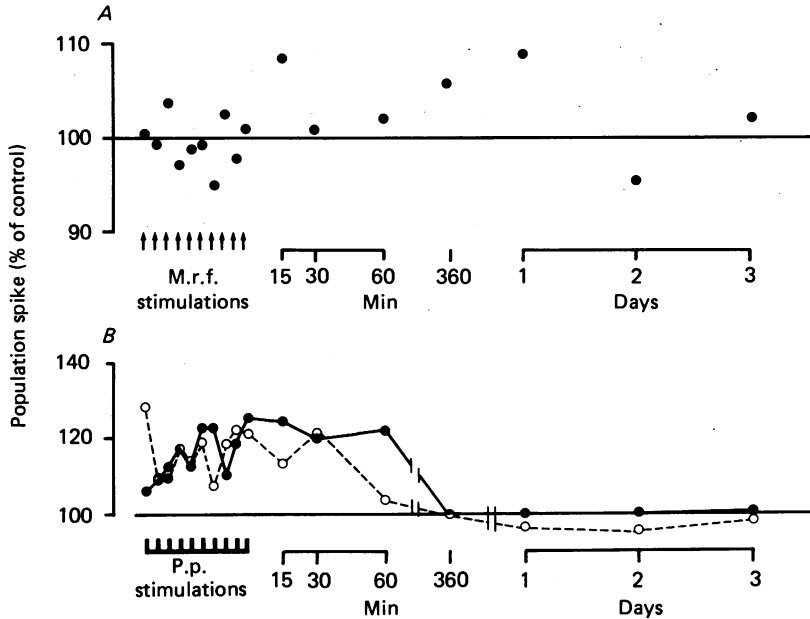 A
110
100
90
M.r.f.
stimulations
15 30 60 360 1 2 3
Min Days
Population spike (% of control)
B
140
120
100
P.p.
stimulations
15 30 60 360 1 2 3
Min Days